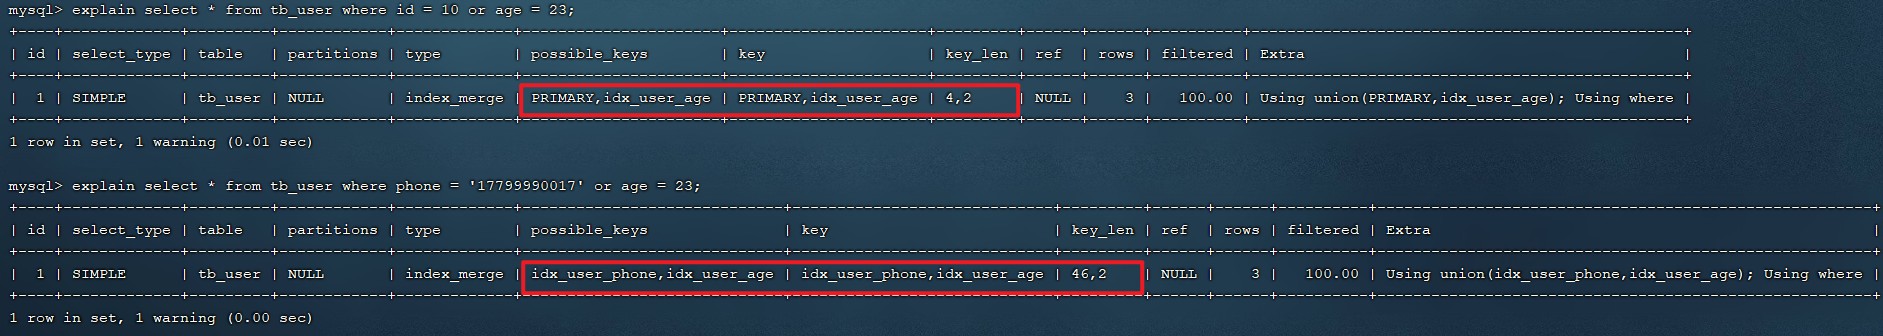 mysql> explain select * from tb_user where id = 10 or age = 23;
+----+-------------+---------+------------+-------------+-----------------------+----------------------+---------+------+------+----------+------------------------------------------------+
| id | select_type | table | partitions | type | possible_keys | key | key_len | ref | rows | filtered | Extra |
+----+-------------+---------+------------+-------------+-----------------------+----------------------+---------+------+------+----------+------------------------------------------------+
| 1 | SIMPLE | tb_user | NULL | index_merge | PRIMARY,idx_user_age | PRIMARY,idx_user_age | 4,2 | NULL | 3 | 100.00 | Using union(PRIMARY,idx_user_age); Using where |
+----+-------------+---------+------------+-------------+-----------------------+----------------------+---------+------+------+----------+------------------------------------------------+
1 row in set, 1 warning (0.01 sec)
mysql> explain select * from tb_user where phone = '17799990017' or age = 23;
+----+-------------+---------+------------+-------------+-----------------------------+-----------------------------+---------+------+------+----------+-------------------------------------------------------+
| id | select_type | table | partitions | type | possible_keys | key | key_len | ref | rows | filtered | Extra |
+----+-------------+---------+------------+-------------+-----------------------------+-----------------------------+---------+------+------+----------+-------------------------------------------------------+
| 1 | SIMPLE | tb_user | NULL | index_merge | idx_user_phone,idx_user_age | idx_user_phone,idx_user_age | 46,2 | NULL | 3 | 100.00 | Using union(idx_user_phone,idx_user_age); Using where |
+----+-------------+---------+------------+-------------+-----------------------------+-----------------------------+---------+------+------+----------+-------------------------------------------------------+
1 row in set, 1 warning (0.00 sec)